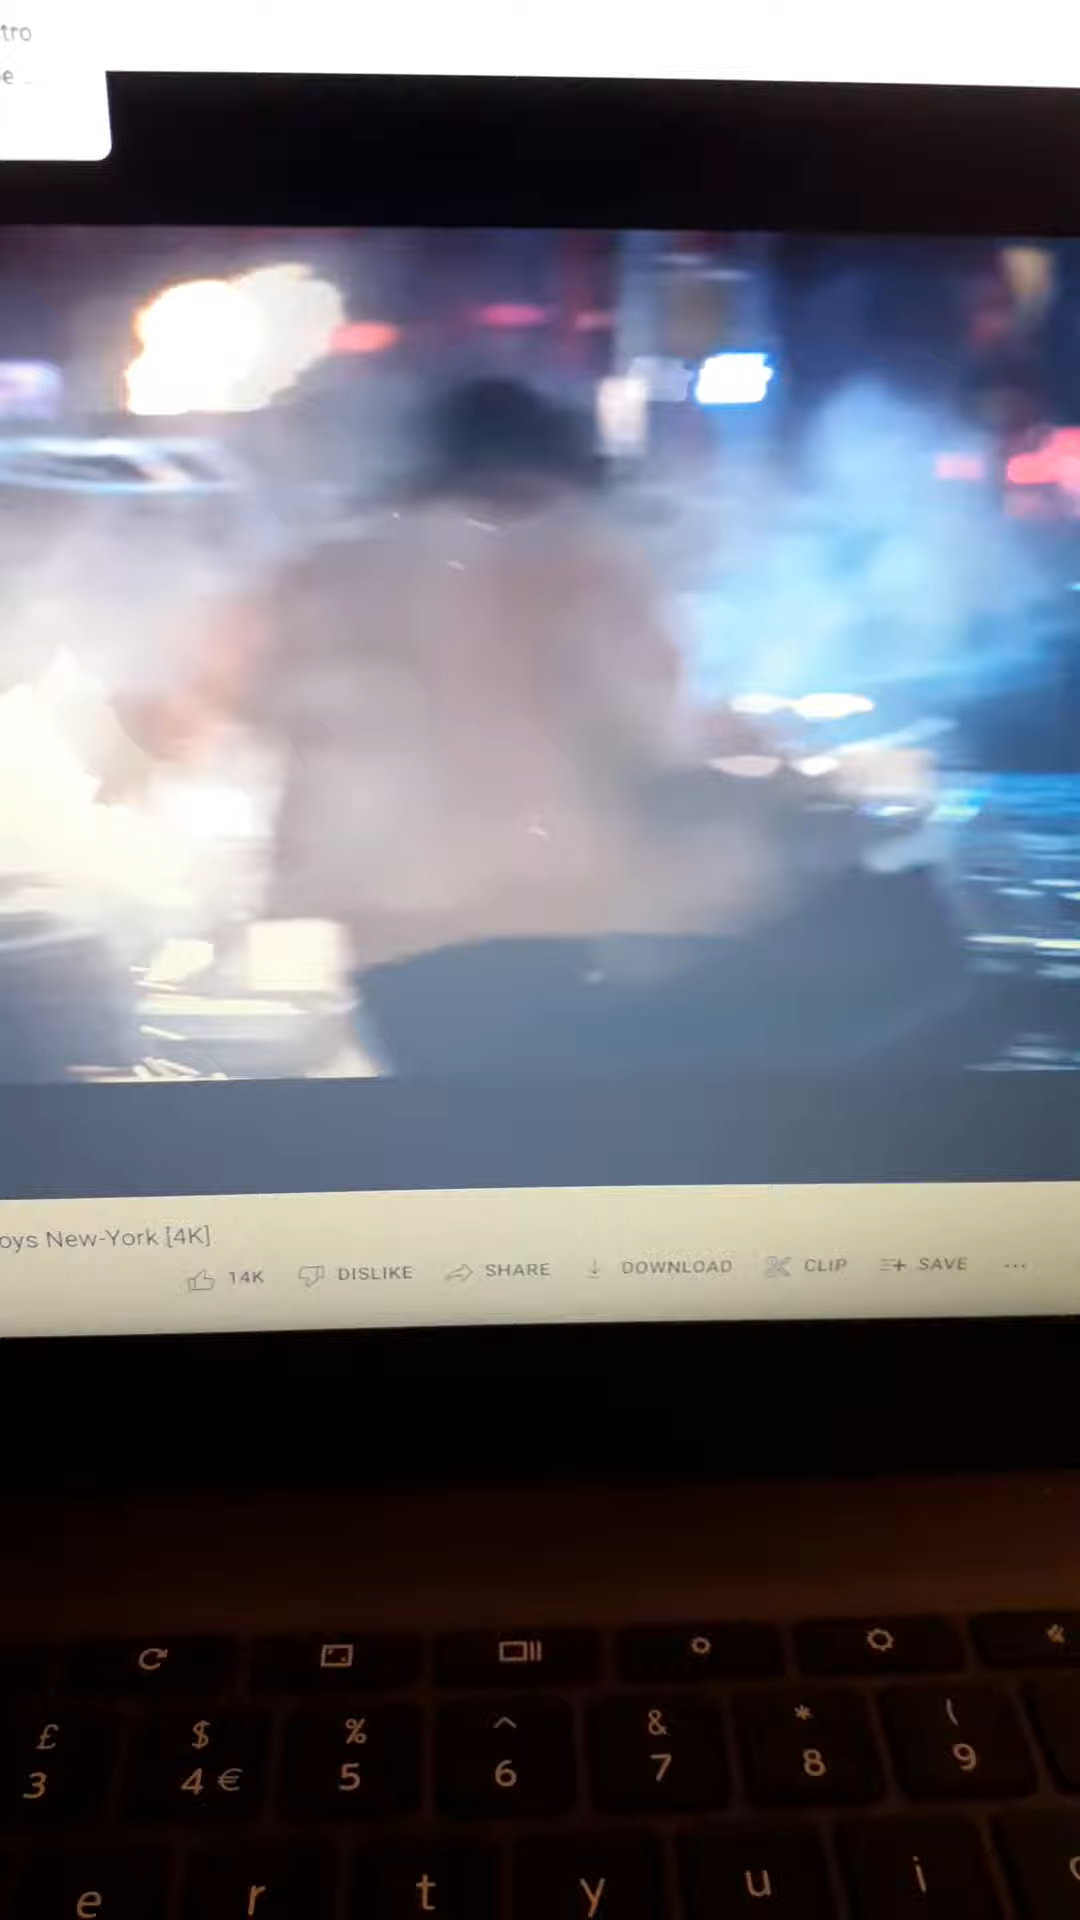 tro
e ...
oys New-York [4K]
14K DISLIKE SHARE DOWNLOAD CLIP SAVE ...
£ $ % ^ & * (
3 4 € 5 6 7 8 9
e r t y u i